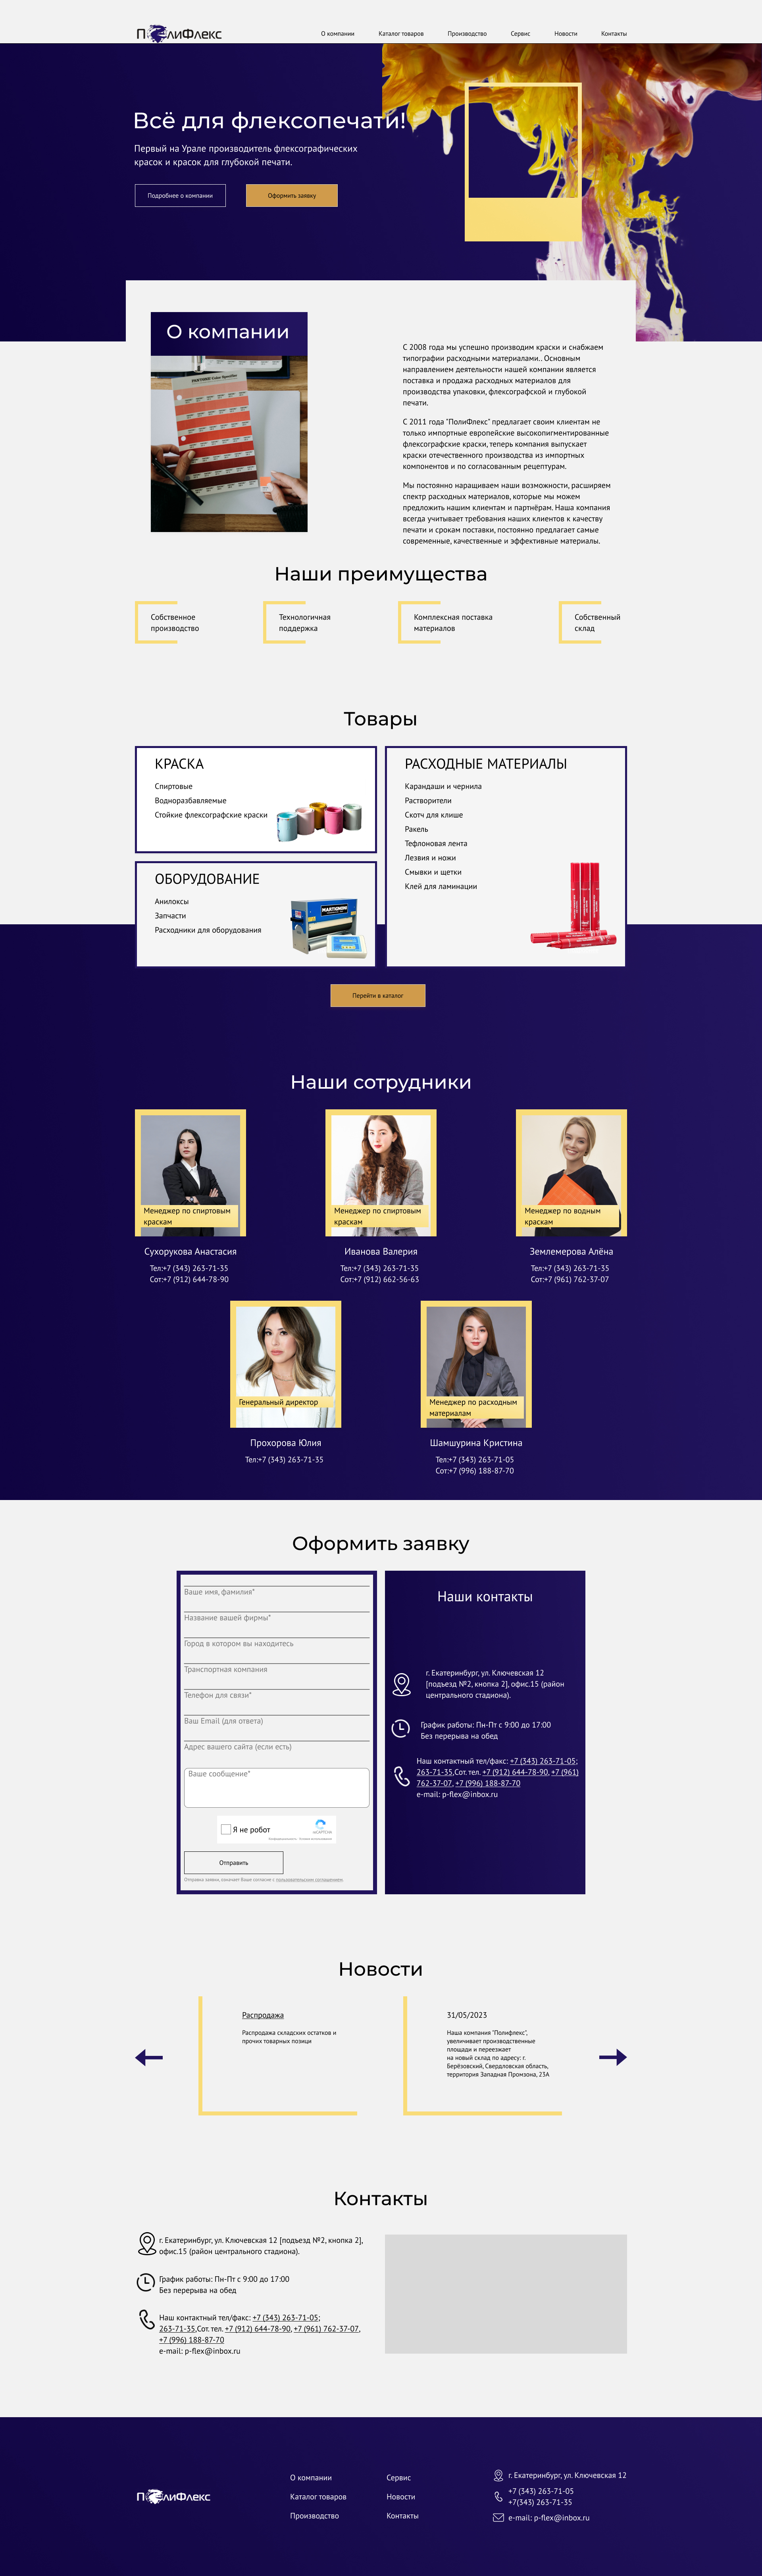 ПолиФлекс
О компании
Каталог товаров
Производство
Сервис
Новости
Контакты
Всё для флексопечати!
Первый на Урале производитель флексографических
красок и красок для глубокой печати.
Подробнее о компании
Оформить заявку
О компании
PANTONE
С 2008 года мы успешно производим краски и снабжаем
типографии расходными материалами.. Основным
направлением деятельности нашей компании является
поставка и продажа расходных материалов для
производства упаковки, флексографской и глубокой
печати.
С 2011 года "ПолиФлекс" предлагает своим клиентам не
только импортные европейские высокопигментированные
флексографские краски, теперь компания выпускает
краски отечественного производства из импортных
компонентов и по согласованным рецептурам.
Мы постоянно наращиваем наши возможности, расширяем
спектр расходных материалов, которые мы можем
предложить нашим клиентам и партнёрам. Наша компания
всегда учитывает требования наших клиентов к качеству
печати и срокам поставки, постоянно предлагает самые
современные, качественные и эффективные материалы.
Наши преимущества
Собственное
производство
Технологичная
поддержка
Комплексная поставка
материалов
Собственный
склад
Товары
КРАСКА
Спиртовые
Водноразбавляемые
Стойкие флексографские краски
РАСХОДНЫЕ МАТЕРИАЛЫ
Карандаши и чернила
Растворители
Скотч для клише
Ракель
Тефлоновая лента
Лезвия и ножи
Смывки и щетки
Клей для ламинации
ОБОРУДОВАНИЕ
Анилоксы
Запчасти
Расходники для оборудования
Перейти в каталог
Наши сотрудники
Менеджер по спиртовым
краскам
Сухорукова Анастасия
Тел:+7 (343) 263-71-35
Сот:+7 (912) 644-78-90
Менеджер по спиртовым
краскам
Иванова Валерия
Тел:+7 (343) 263-71-35
Сот:+7 (912) 662-56-63
Менеджер по водным
краскам
Землемерова Алёна
Тел:+7 (343) 263-71-35
Сот:+7 (961) 762-37-07
Генеральный директор
Прохорова Юлия
Тел:+7 (343) 263-71-35
Менеджер по расходным
материалам
Шамшурина Кристина
Тел:+7 (343) 263-71-05
Сот:+7 (996) 188-87-70
Оформить заявку
Ваше имя, фамилия*
Название вашей фирмы*
Город в котором вы находитесь
Транспортная компания
Телефон для связи*
Ваш Email (для ответа)
Адрес вашего сайта (если есть)
Ваше сообщение*
Я не робот
reCAPTCHA
Конфиденциальность - Условия использования
Отправить
Отправка заявки, означает Ваше согласие с пользовательским соглашением.
Наши контакты
г. Екатеринбург, ул. Ключевская 12
[подъезд №2, кнопка 2], офис.15 (район
центрального стадиона).
График работы: Пн-Пт с 9:00 до 17:00
Без перерыва на обед
Наш контактный тел/факс: +7 (343) 263-71-05;
263-71-35,Сот. тел. +7 (912) 644-78-90, +7 (961)
762-37-07, +7 (996) 188-87-70
e-mail: p-flex@inbox.ru
Новости
Распродажа
Распродажа складских остатков и
прочих товарных позици
31/05/2023
Наша компания "Полифлекс",
увеличивает производственные
площади и переезжает
на новый склад по адресу: г.
Берёзовский, Свердловская область,
территория Западная Промзона, 23А
Контакты
г. Екатеринбург, ул. Ключевская 12 [подъезд №2, кнопка 2],
офис.15 (район центрального стадиона).
График работы: Пн-Пт с 9:00 до 17:00
Без перерыва на обед
Наш контактный тел/факс: +7 (343) 263-71-05;
263-71-35,Сот. тел. +7 (912) 644-78-90, +7 (961) 762-37-07,
+7 (996) 188-87-70
e-mail: p-flex@inbox.ru
ПолиФлекс
О компании
Каталог товаров
Производство
Сервис
Новости
Контакты
г. Екатеринбург, ул. Ключевская 12
+7 (343) 263-71-05
+7(343) 263-71-35
e-mail: p-flex@inbox.ru